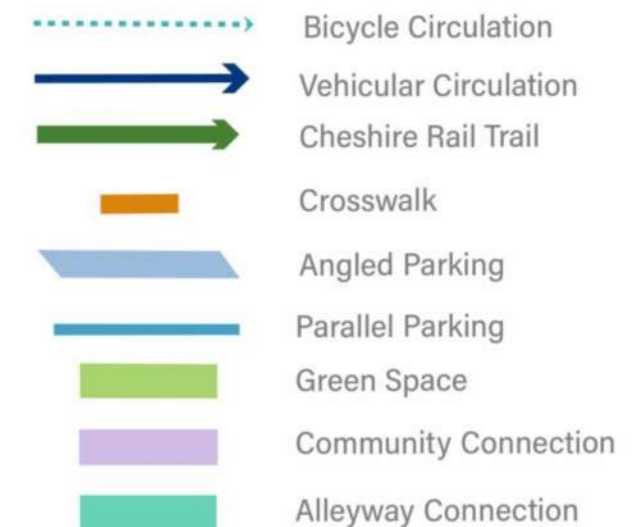 Bicycle Circulation
Vehicular Circulation
Cheshire Rail Trail
Crosswalk
Angled Parking
Parallel Parking
Green Space
Community Connection
Alleyway Connection